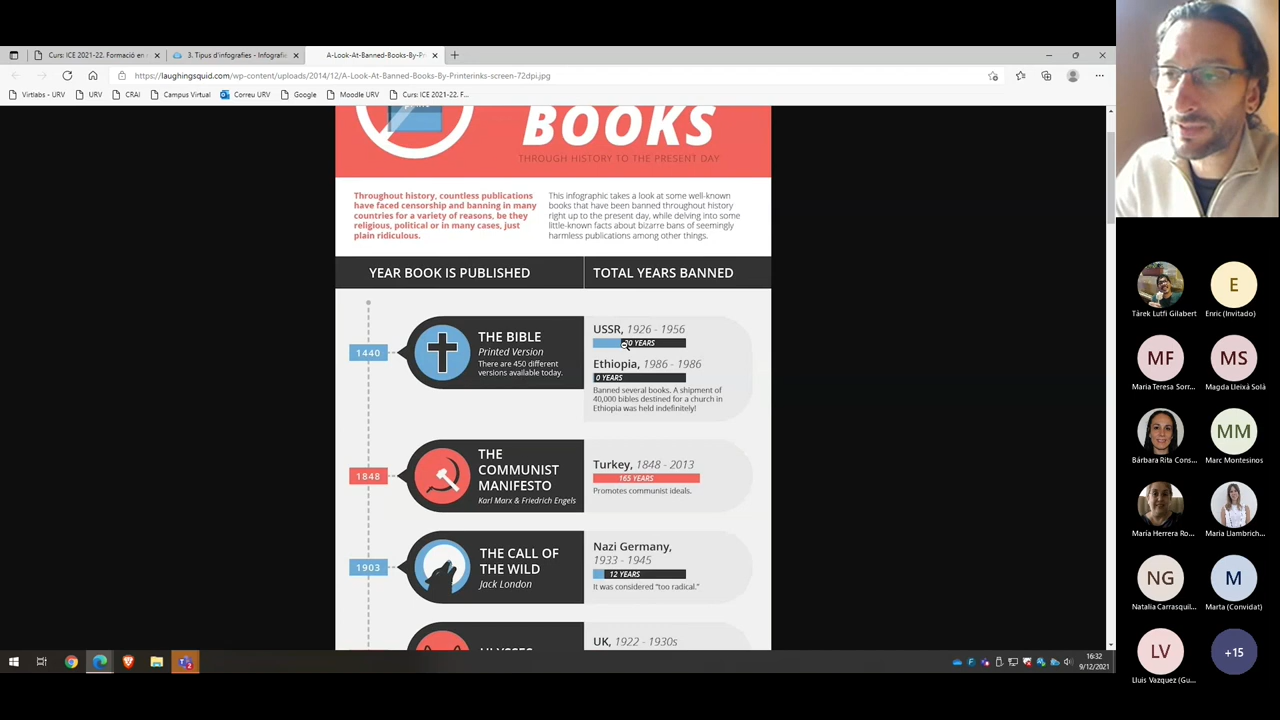 Curs: ICE 2021-22. Formació en
3. Tipus d'infografies - Infografie
A-Look-At-Banned-Books-By-Pr
https://laughingsquid.com/wp-content/uploads/2014/12/A-Look-At-Banned-Books-By-Printerinks-screen-72dpi.jpg
Virtlabs - URV
URV
CRAI
Campus Virtual
Correu URV
Google
Moodle URV
Curs: ICE 2021-22. F...
BOOKS
THROUGH HISTORY TO THE PRESENT DAY
Throughout history, countless publications
have faced censorship and banning in many
countries for a variety of reasons, be they
religious, political or in many cases, just
plain ridiculous.
This infographic takes a look at some well-known
books that have been banned throughout history
right up to the present day, while delving into some
little-known facts about bizarre bans of seemingly
harmless publications among other things.
YEAR BOOK IS PUBLISHED
TOTAL YEARS BANNED
1440
THE BIBLE
Printed Version
There are 450 different
versions available today.
USSR, 1926 - 1956
YEARS
Ethiopia, 1986 - 1986
0 YEARS
Banned several books. A shipment of
40,000 bibles destined for a church in
Ethiopia was held indefinitely!
1848
THE
COMMUNIST
MANIFESTO
Karl Marx & Friedrich Engels
Turkey, 1848 - 2013
165 YEARS
Promotes communist ideals.
1903
THE CALL OF
THE WILD
Jack London
Nazi Germany,
1933 - 1945
12 YEARS
It was considered "too radical."
UK, 1922 - 1930s
16:32
9/12/2021
Tárek Lutfi Gilabert
E
Enric (Invitado)
MF
Maria Teresa Sorr...
MS
Magda Lleixà Solà
Bárbara Rita Cons...
MM
Marc Montesinos
María Herrera Ro...
Maria Llambrich...
NG
Natalia Carrasquil...
M
Marta (Convidat)
LV
Lluis Vazquez (Gu...
+15